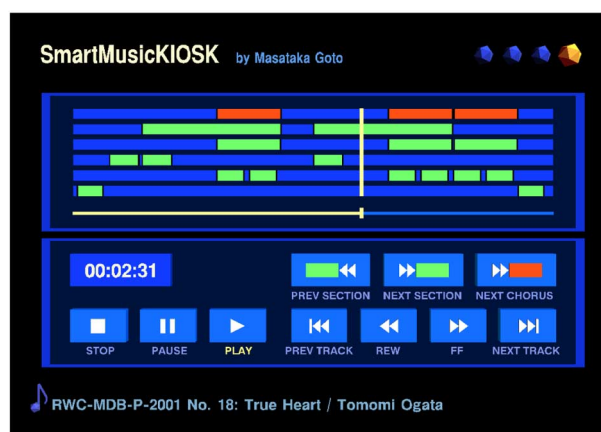 SmartMusicKIOSK by Masataka Goto
00:02:31
PREV SECTION NEXT SECTION NEXT CHORUS
STOP PAUSE PLAY PREV TRACK REW FF NEXT TRACK
RWC-MDB-P-2001 No. 18: True Heart / Tomomi Ogata